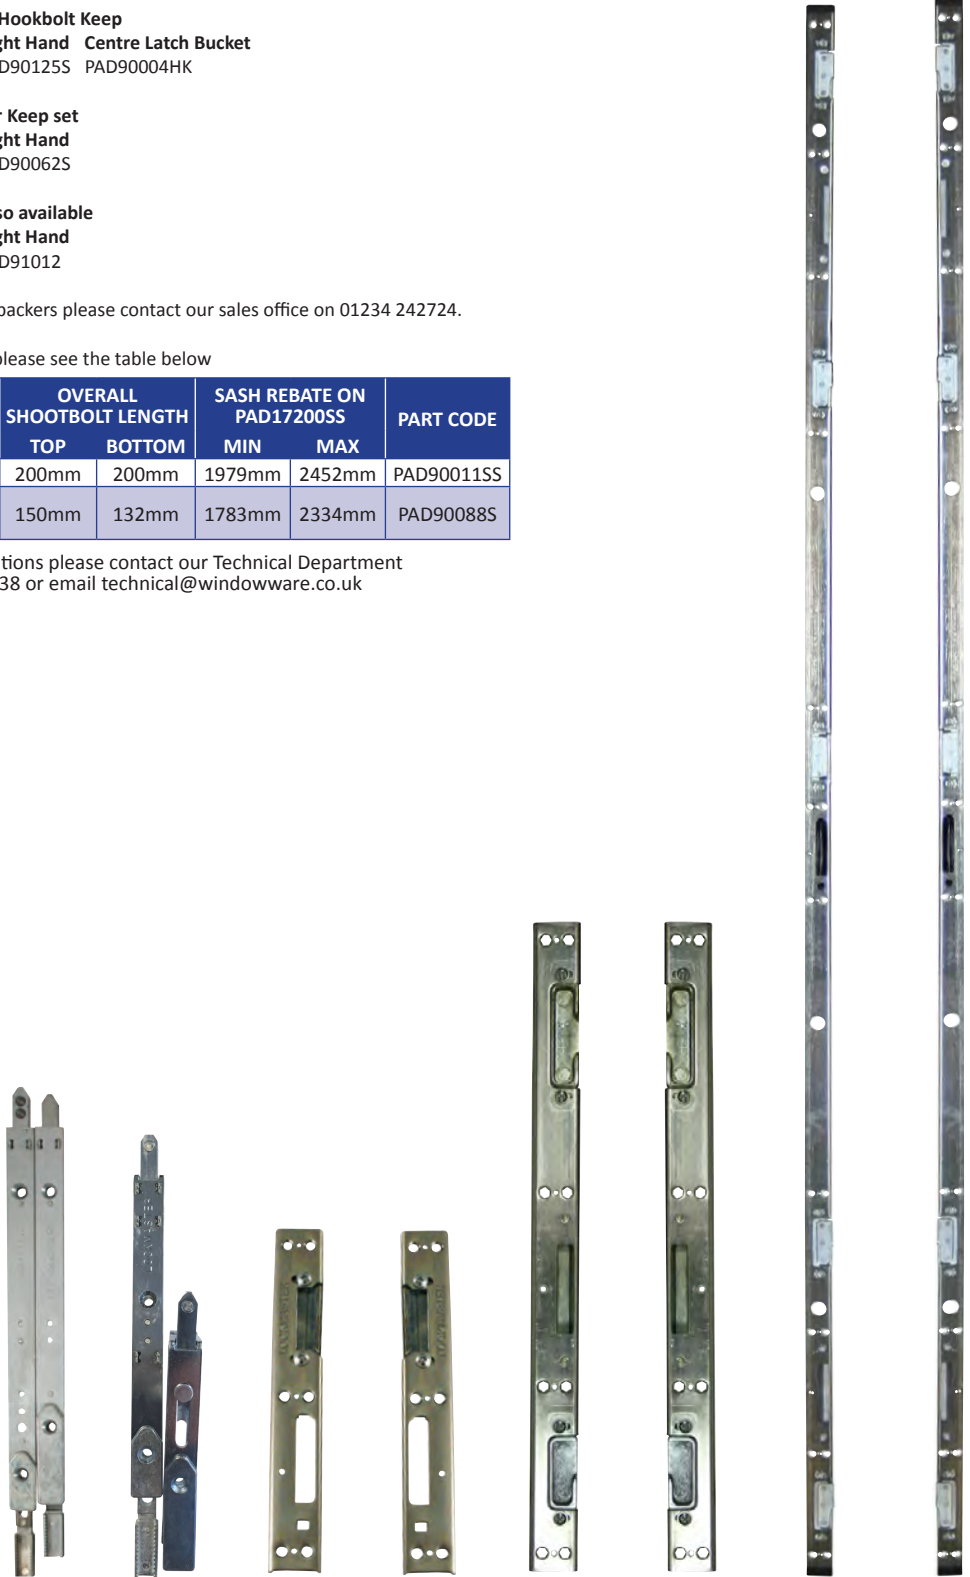 Hookbolt Keep
ght Hand Centre Latch Bucket
D90125S PAD90004HK
r Keep set
ght Hand
D90062S
so available
ght Hand
D91012
packers please contact our sales office on 01234 242724.
please see the table below
OVERALL SHOOTBOLT LENGTH SASH REBATE ON PAD17200SS PART CODE
TOP BOTTOM MIN MAX
200mm 200mm 1979mm 2452mm PAD90011SS
150mm 132mm 1783mm 2334mm PAD90088S
tions please contact our Technical Department
38 or email technical@windowware.co.uk
LOCKMASTER